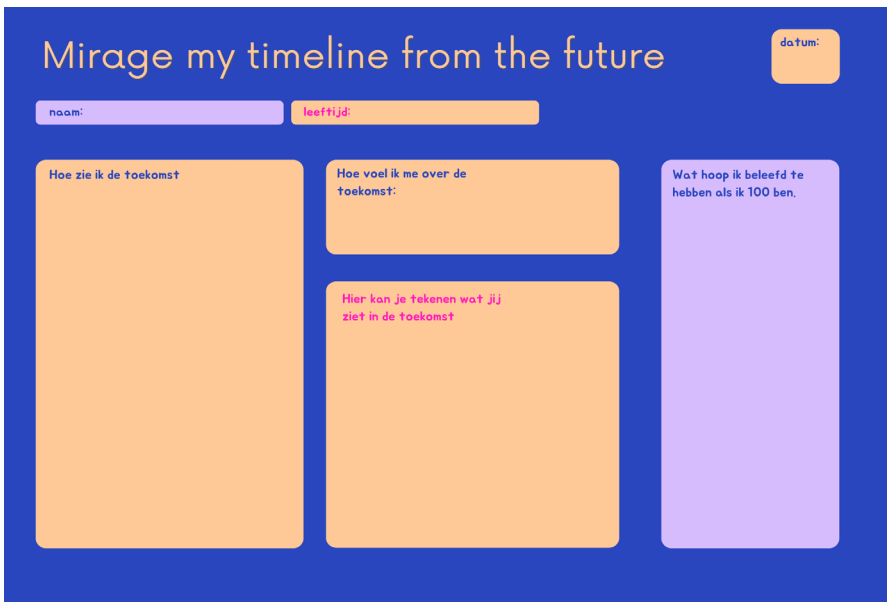 Mirage my timeline from the future
datum:
naam:
leeftijd:
Hoe zie ik de toekomst
Hoe voel ik me over de
toekomst:
Hier kan je tekenen wat jij
ziet in de toekomst
Wat hoop ik beleefd te
hebben als ik 100 ben.